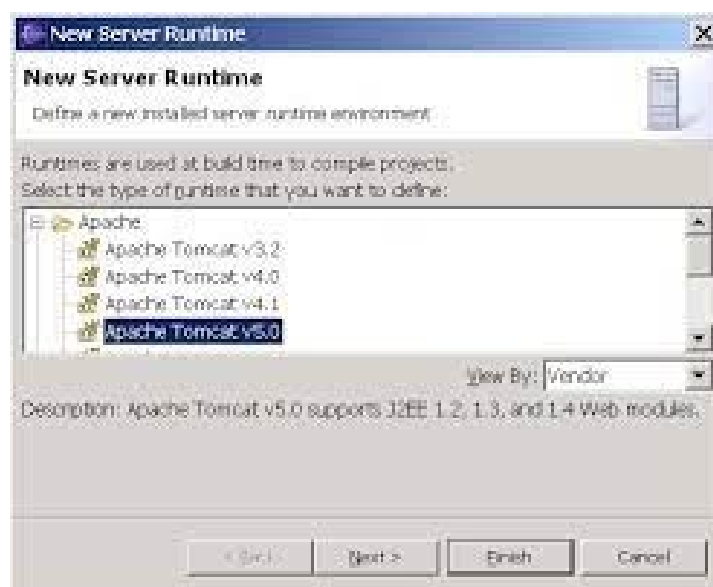 New Server Runtime
New Server Runtime
Define a new installed server runtime environment
Runtimes are used at build time to compile projects.
Select the type of runtime that you want to define:
Apache
Apache Tomcat v3.2
Apache Tomcat v4.0
Apache Tomcat v4.1
Apache Tomcat v5.0
View By: Vendor
Description: Apache Tomcat v5.0 supports J2EE 1.2, 1.3, and 1.4 Web modules.
< Back Next > Finish Cancel